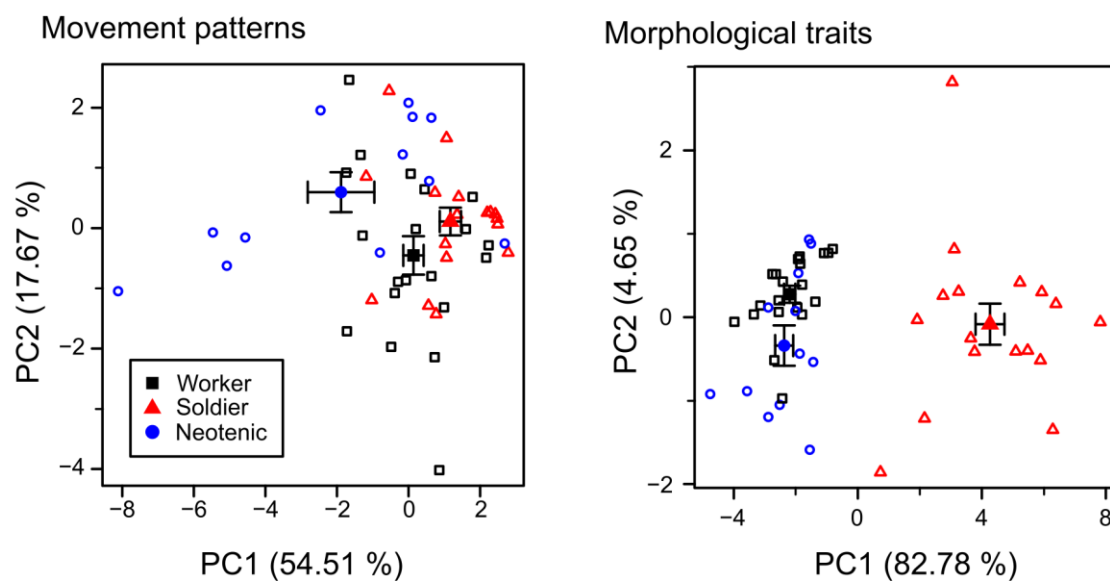 Movement patterns
Morphological traits
PC2 (17.67 %)
2
0
−2
−4
Worker
Soldier
Neotenic
−8
−6
−4
−2
0
2
PC1 (54.51 %)
PC2 (4.65 %)
2
0
−2
−4
0
4
8
PC1 (82.78 %)